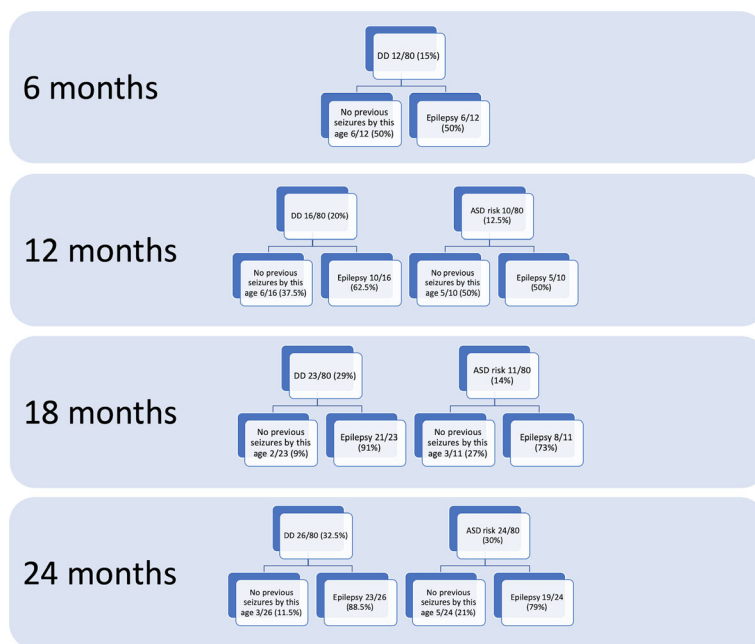 6 months
DD 12/80 (15%)
No previous
seizures by this
age 6/12 (50%)
Epilepsy 6/12
(50%)
12 months
DD 16/80 (20%)
ASD risk 10/80
(12.5%)
No previous
seizures by this
age 6/16 (37.5%)
Epilepsy 10/16
(62.5%)
No previous
seizures by this
age 5/10 (50%)
Epilepsy 5/10
(50%)
18 months
DD 23/80 (29%)
ASD risk 11/80
(14%)
No previous
seizures by this
age 2/23 (9%)
Epilepsy 21/23
(91%)
No previous
seizures by this
age 3/11 (27%)
Epilepsy 8/11
(73%)
24 months
DD 26/80 (32.5%)
ASD risk 24/80
(30%)
No previous
seizures by this
age 3/26 (11.5%)
Epilepsy 23/26
(88.5%)
No previous
seizures by this
age 5/24 (21%)
Epilepsy 19/24
(79%)